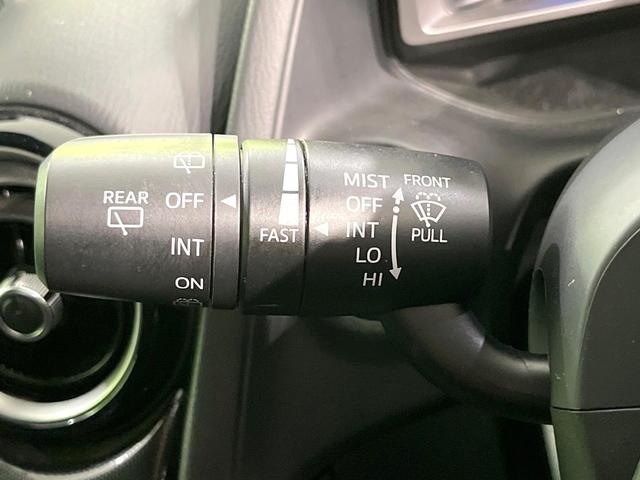 REAR
OFF
INT
ON
FAST
MIST
OFF
INT
LO
HI
FRONT
PULL